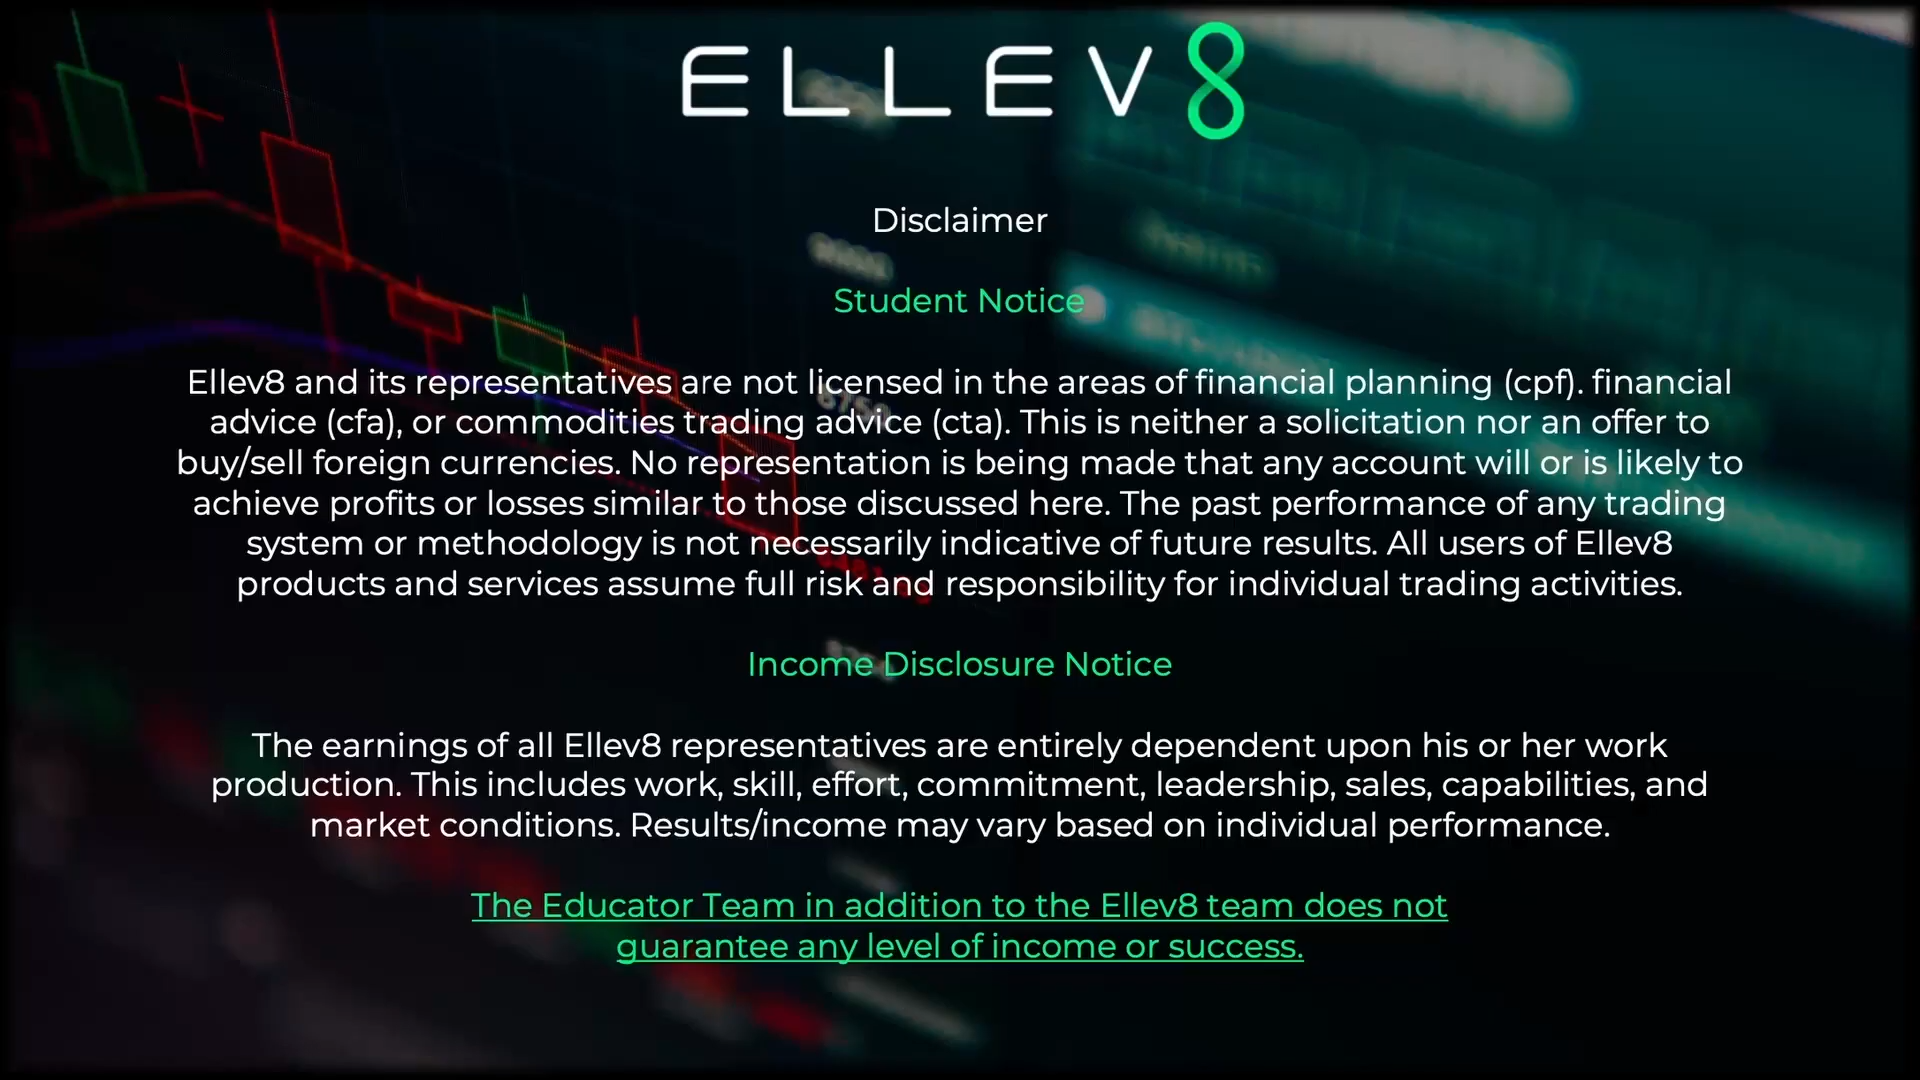 ELLEV8
Disclaimer
Student Notice
Ellev8 and its representatives are not licensed in the areas of financial planning (cpf). financial
advice (cfa), or commodities trading advice (cta). This is neither a solicitation nor an offer to
buy/sell foreign currencies. No representation is being made that any account will or is likely to
achieve profits or losses similar to those discussed here. The past performance of any trading
system or methodology is not necessarily indicative of future results. All users of Ellev8
products and services assume full risk and responsibility for individual trading activities.
Income Disclosure Notice
The earnings of all Ellev8 representatives are entirely dependent upon his or her work
production. This includes work, skill, effort, commitment, leadership, sales, capabilities, and
market conditions. Results/income may vary based on individual performance.
The Educator Team in addition to the Ellev8 team does not
guarantee any level of income or success.